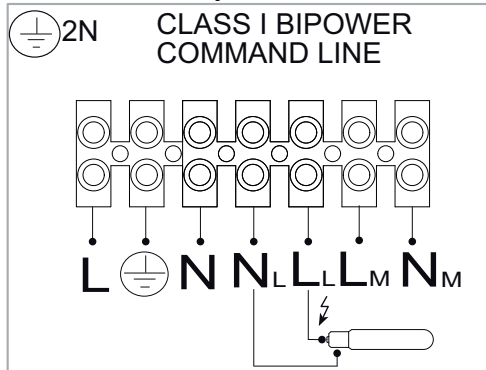 2N CLASS I BIPOWER
COMMAND LINE
L N NL LL LM NM